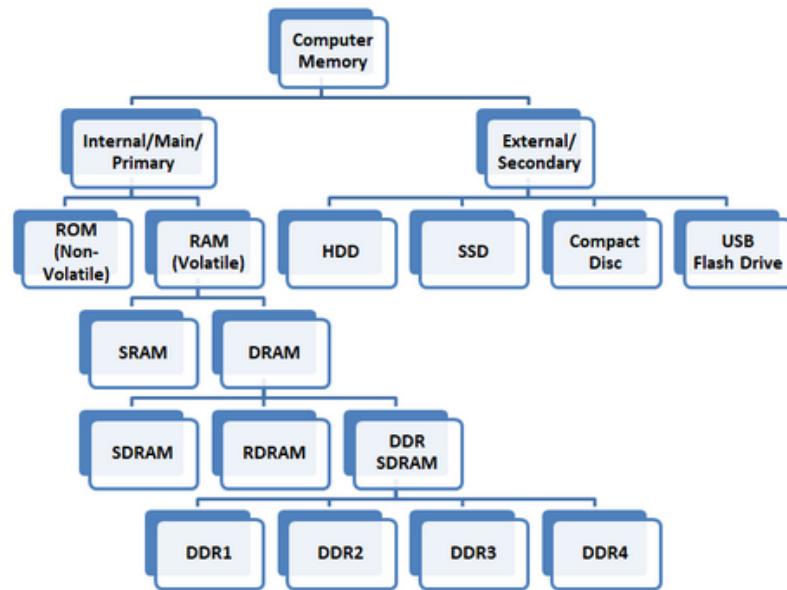 Computer
Memory
Internal/Main/
Primary
External/
Secondary
ROM
(Non-
Volatile)
RAM
(Volatile)
HDD
SSD
Compact
Disc
USB
Flash Drive
SRAM
DRAM
SDRAM
RDRAM
DDR
SDRAM
DDR1
DDR2
DDR3
DDR4